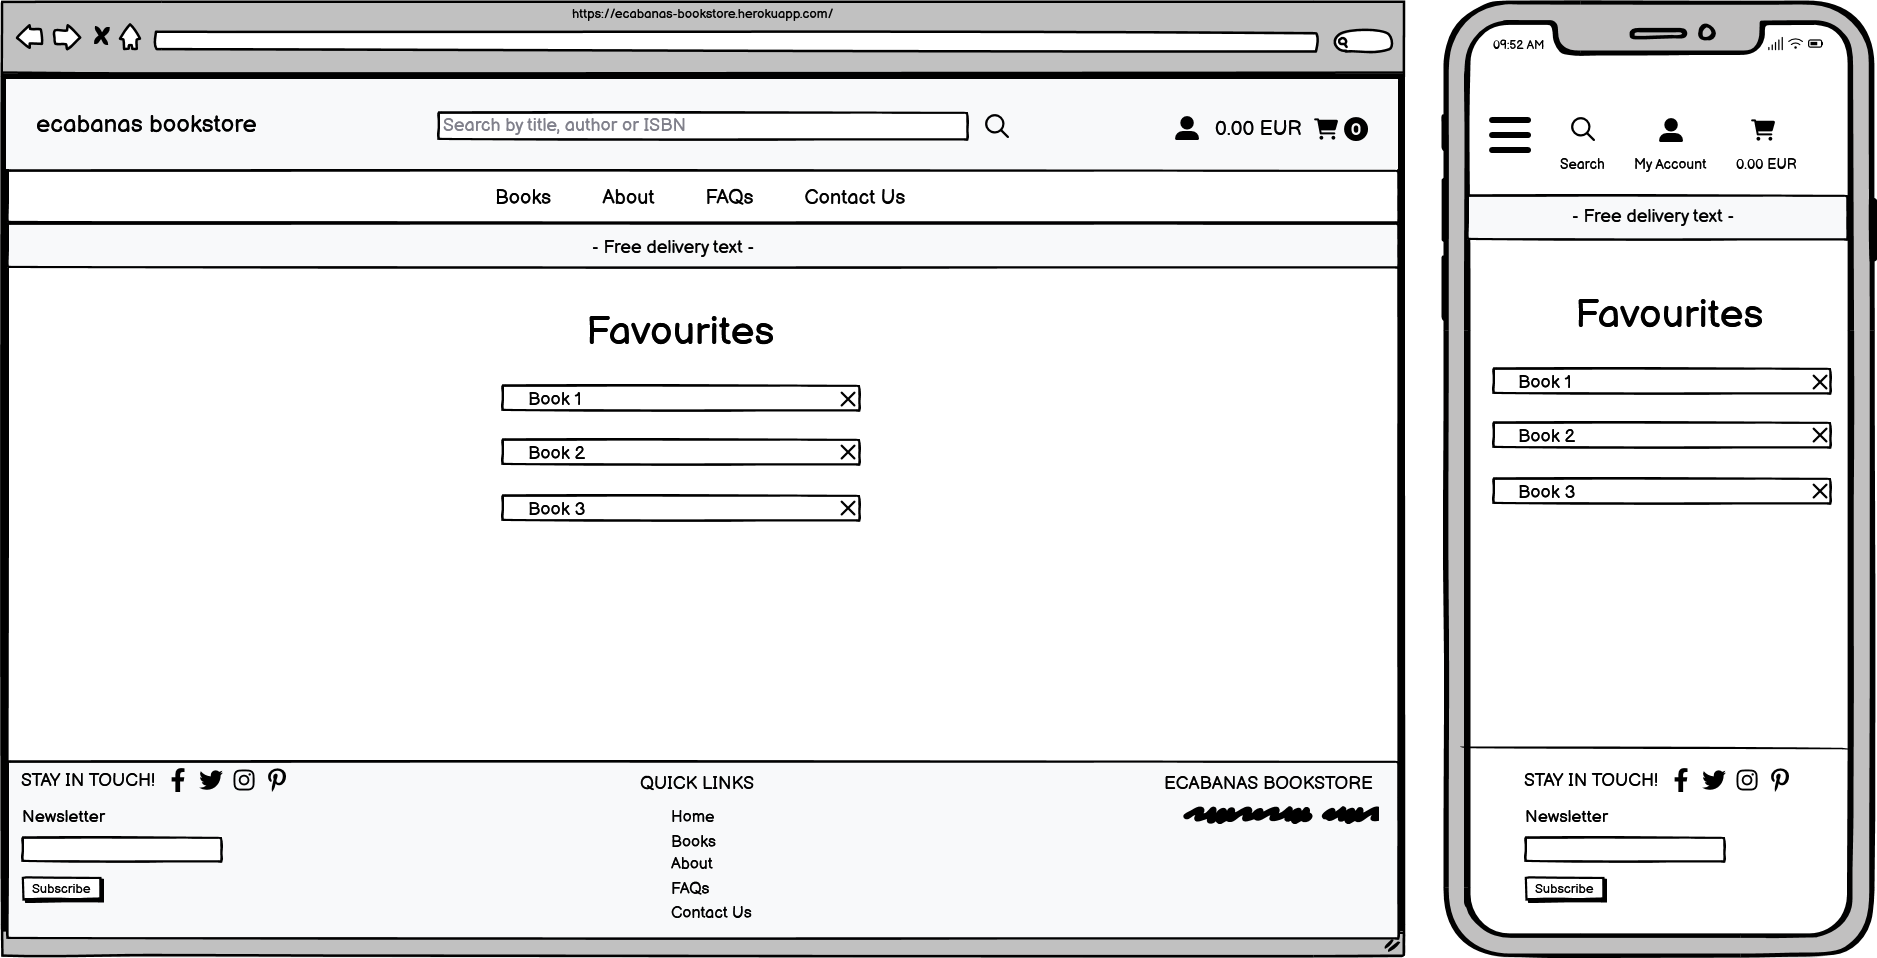 https://ecabanas-bookstore.herokuapp.com/
ecabanas bookstore
Search by title, author or ISBN
0.00 EUR
0
Books About FAQs Contact Us
- Free delivery text -
Favourites
Book 1
Book 2
Book 3
STAY IN TOUCH!
Newsletter
Subscribe
QUICK LINKS
Home
Books
About
FAQs
Contact Us
ECABANAS BOOKSTORE
09:52 AM
Search My Account 0.00 EUR
- Free delivery text -
Favourites
Book 1
Book 2
Book 3
STAY IN TOUCH!
Newsletter
Subscribe